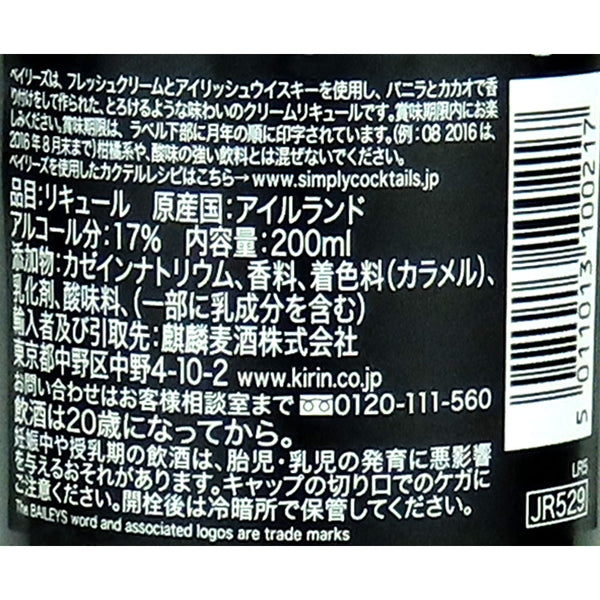 ベイリーズは、フレッシュクリームとアイリッシュウイスキーを使用し、バニラとカカオで香
り付けをして作られた、とろけるような味わいのクリームリキュールです。賞味期限内にお楽
しみください。賞味期限は、ラベル下部に月年の順に印字されています。(例:08 2016は、
2016年8月末まで)柑橘系や、酸味の強い飲料とは混ぜないでください。
ベイリーズを使用したカクテルレシピはこちら→www.simplycocktails.jp
品目:リキュール 原産国:アイルランド
アルコール分:17% 内容量:200ml
添加物:カゼインナトリウム、香料、着色料(カラメル)、
乳化剤、酸味料、(一部に乳成分を含む)
輸入者及び引取先:麒麟麦酒株式会社
東京都中野区中野4-10-2 www.kirin.co.jp
お問い合わせはお客様相談室まで 0120-111-560
飲酒は20歳になってから。
妊娠中や授乳期の飲酒は、胎児・乳児の発育に悪影響
を与えるおそれがあります。キャップの切り口でのケガに
ご注意ください。開栓後は冷暗所で保管してください。
The BAILEYS word and associated logos are trade marks
5 011013 100217
LR5
JR529